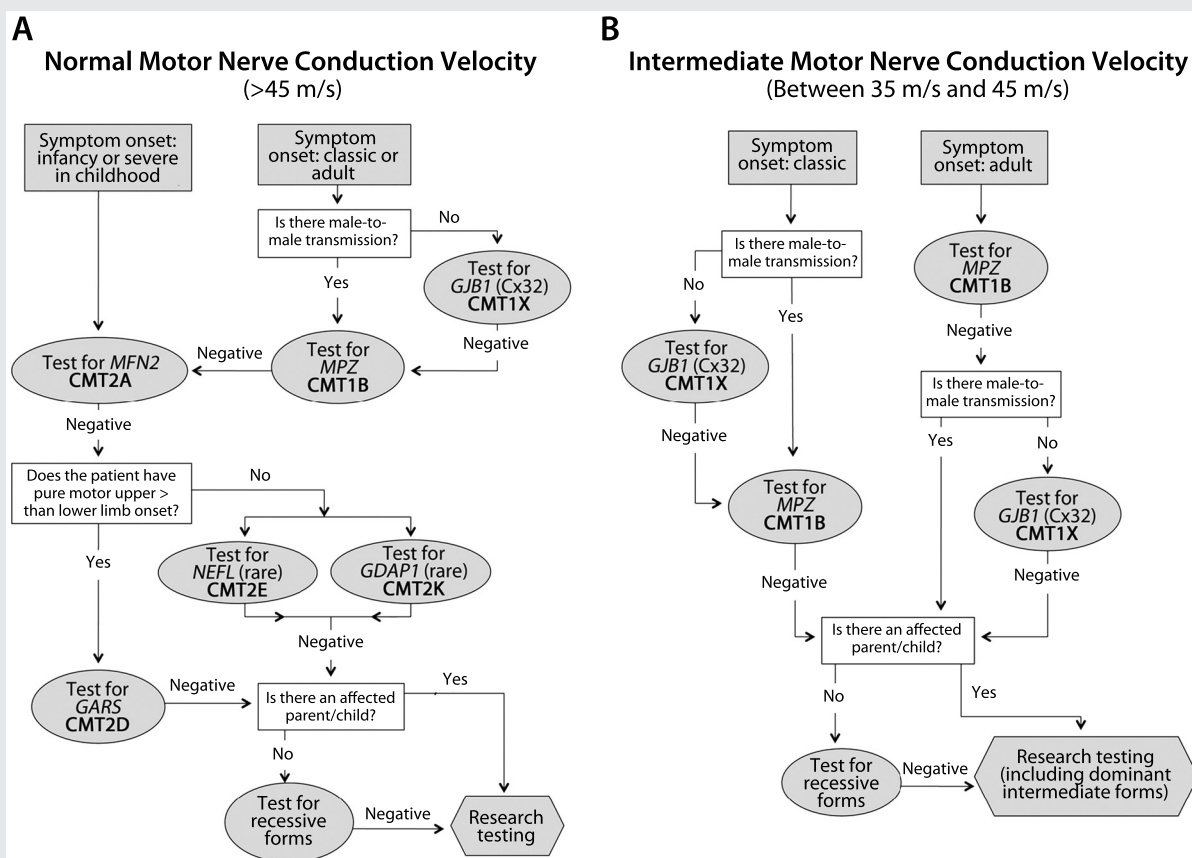 A
Normal Motor Nerve Conduction Velocity
(>45 m/s)
Symptom onset:
infancy or severe
in childhood
Symptom
onset: classic or
adult
Is there male-to-
male transmission?
No
Yes
Test for
GJB1 (Cx32)
CMT1X
Negative
Test for
MPZ
CMT1B
Negative
Test for MFN2
CMT2A
Negative
Does the patient have
pure motor upper >
than lower limb onset?
No
Yes
Test for
NEFL (rare)
CMT2E
Test for
GDAP1 (rare)
CMT2K
Negative
Test for
GARS
CMT2D
Negative
Is there an affected
parent/child?
Yes
No
Test for
recessive
forms
Negative
Research
testing
B
Intermediate Motor Nerve Conduction Velocity
(Between 35 m/s and 45 m/s)
Symptom
onset: classic
Is there male-to-
male transmission?
No
Yes
Test for
GJB1 (Cx32)
CMT1X
Negative
Test for
MPZ
CMT1B
Negative
Symptom
onset: adult
Test for
MPZ
CMT1B
Negative
Is there male-to-
male transmission?
Yes
No
Test for
GJB1 (Cx32)
CMT1X
Negative
Is there an affected
parent/child?
No
Yes
Test for
recessive
forms
Negative
Research testing
(including dominant
intermediate forms)